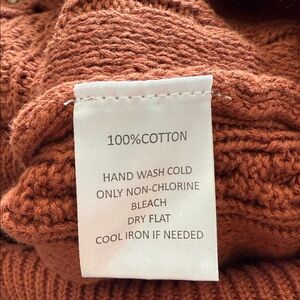 100%COTTON
HAND WASH COLD
ONLY NON-CHLORINE
BLEACH
DRY FLAT
COOL IRON IF NEEDED